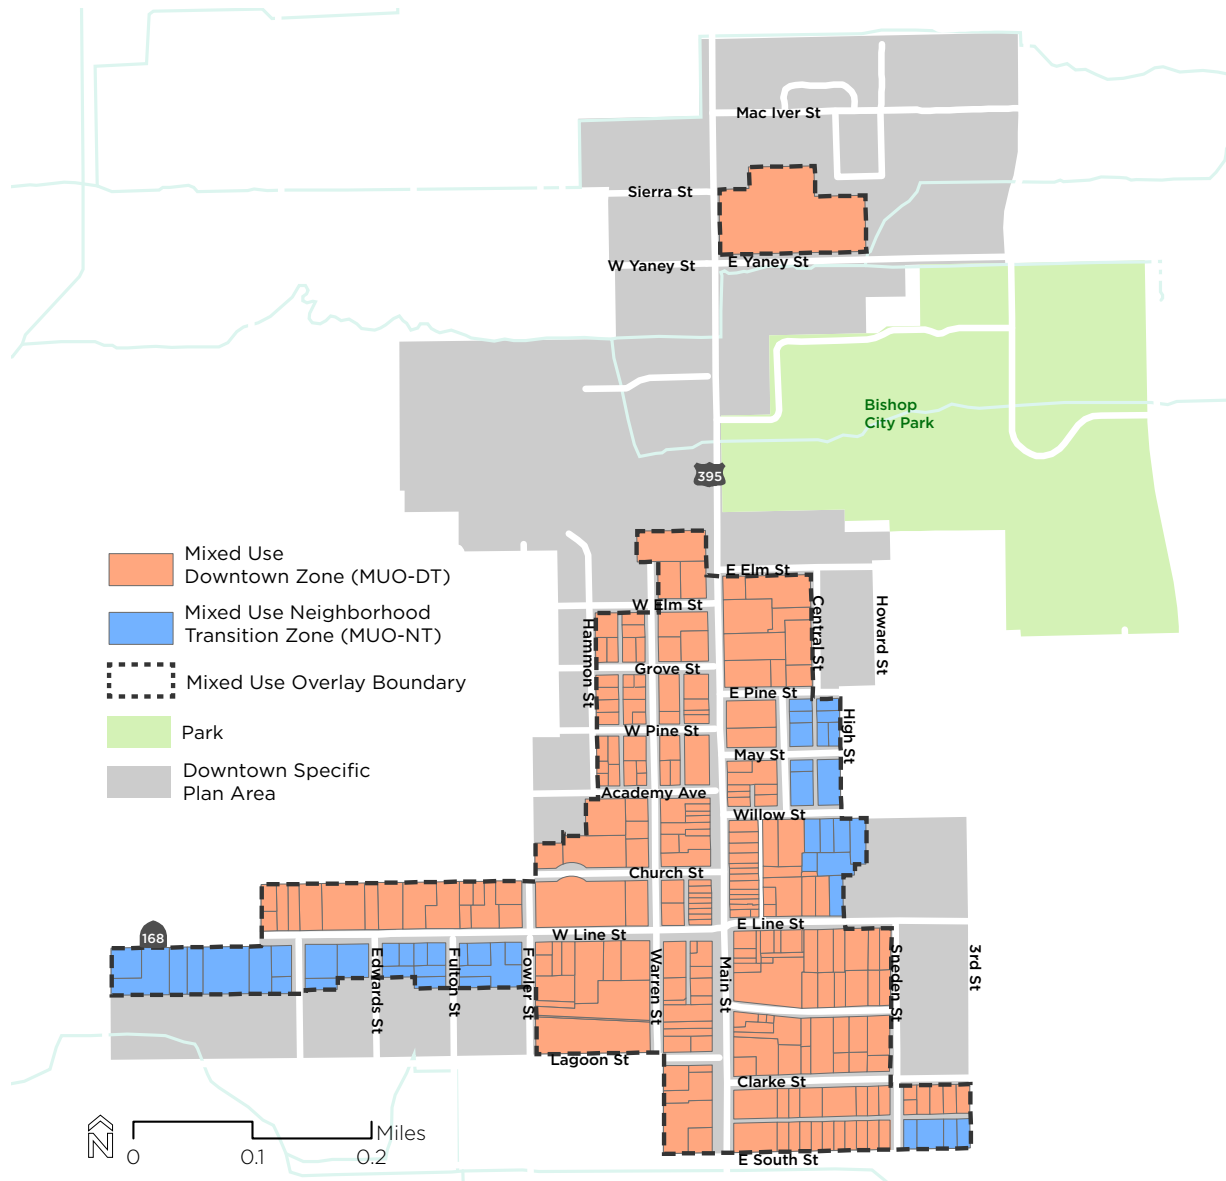 Mac Iver St
Sierra St
W Yaney St
E Yaney St
Bishop
City Park
395
Mixed Use
Downtown Zone (MUO-DT)
Mixed Use Neighborhood
Transition Zone (MUO-NT)
Mixed Use Overlay Boundary
Park
Downtown Specific
Plan Area
E Elm St
W Elm St
Hammon St
Central St
Howard St
Grove St
E Pine St
W Pine St
High St
May St
Academy Ave
Willow St
Church St
E Line St
W Line St
168
Edwards St
Fulton St
Fowler St
Warren St
Main St
Sneden St
3rd St
Lagoon St
Clarke St
E South St
N
Miles
0
0.1
0.2